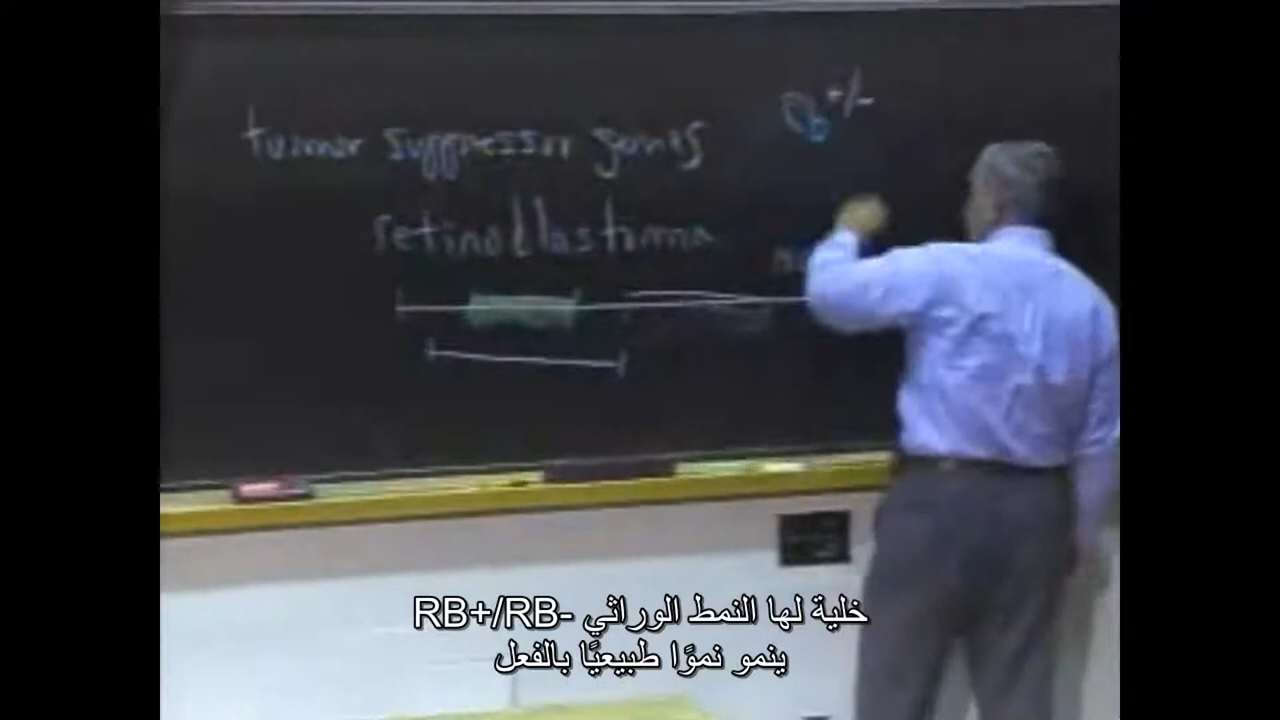 tumor suppressor genes
Rb+/-
retinoblastoma
خلية لها النمط الوراثي RB+/RB-
ينمو نموًا طبيعيًا بالفعل